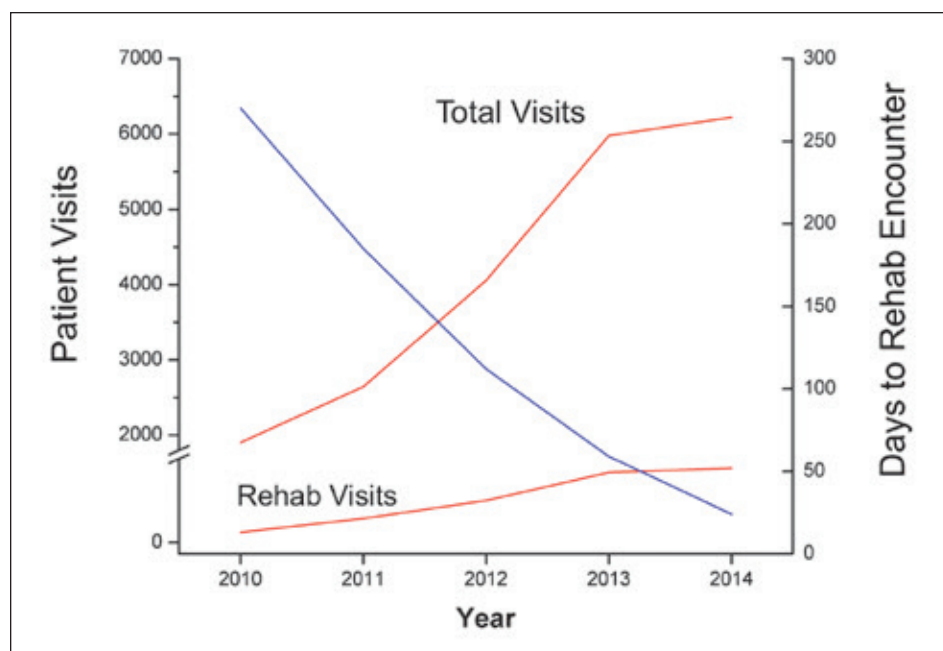 7000
6000
5000
4000
3000
2000
0
Patient Visits
Total Visits
Rehab Visits
300
250
200
150
100
50
0
Days to Rehab Encounter
2010 2011 2012 2013 2014
Year